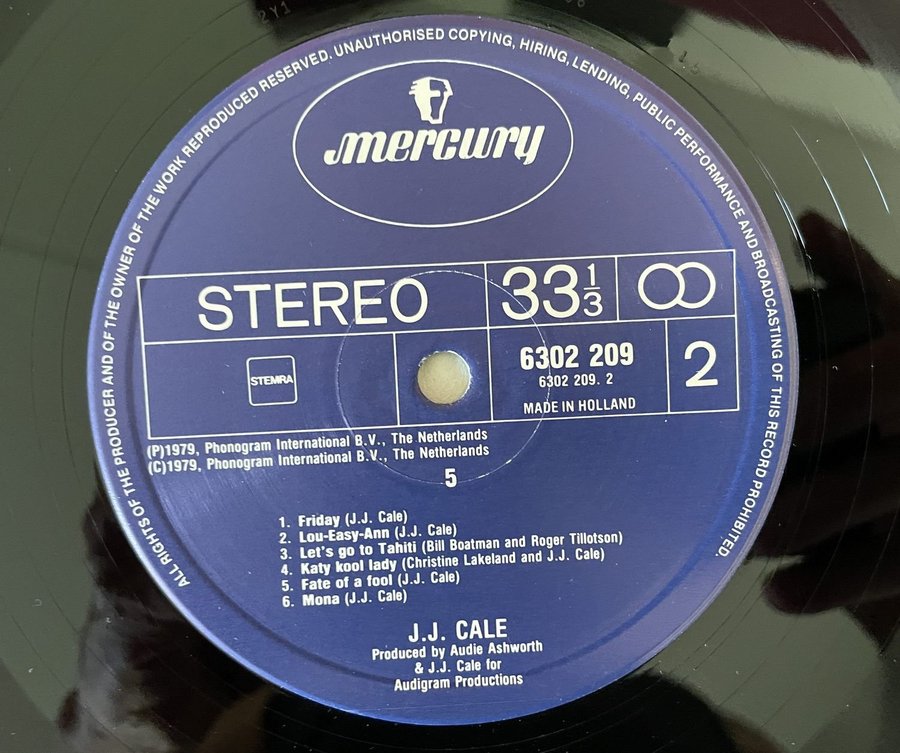 ALL RIGHTS OF THE PRODUCER AND OF THE OWNER OF THE WORK REPRODUCED RESERVED. UNAUTHORISED COPYING, HIRING, LENDING, PUBLIC PERFORMANCE AND BROADCASTING OF THIS RECORD PROHIBITED.
mercury
STEREO
33 1/3
STEMRA
6302 209
6302 209. 2
MADE IN HOLLAND
2
(P)1979, Phonogram International B.V., The Netherlands
(C)1979, Phonogram International B.V., The Netherlands
5
1. Friday (J.J. Cale)
2. Lou-Easy-Ann (J.J. Cale)
3. Let's go to Tahiti (Bill Boatman and Roger Tillotson)
4. Katy kool lady (Christine Lakeland and J.J. Cale)
5. Fate of a fool (J.J. Cale)
6. Mona (J.J. Cale)
J.J. CALE
Produced by Audie Ashworth
& J.J. Cale for
Audigram Productions